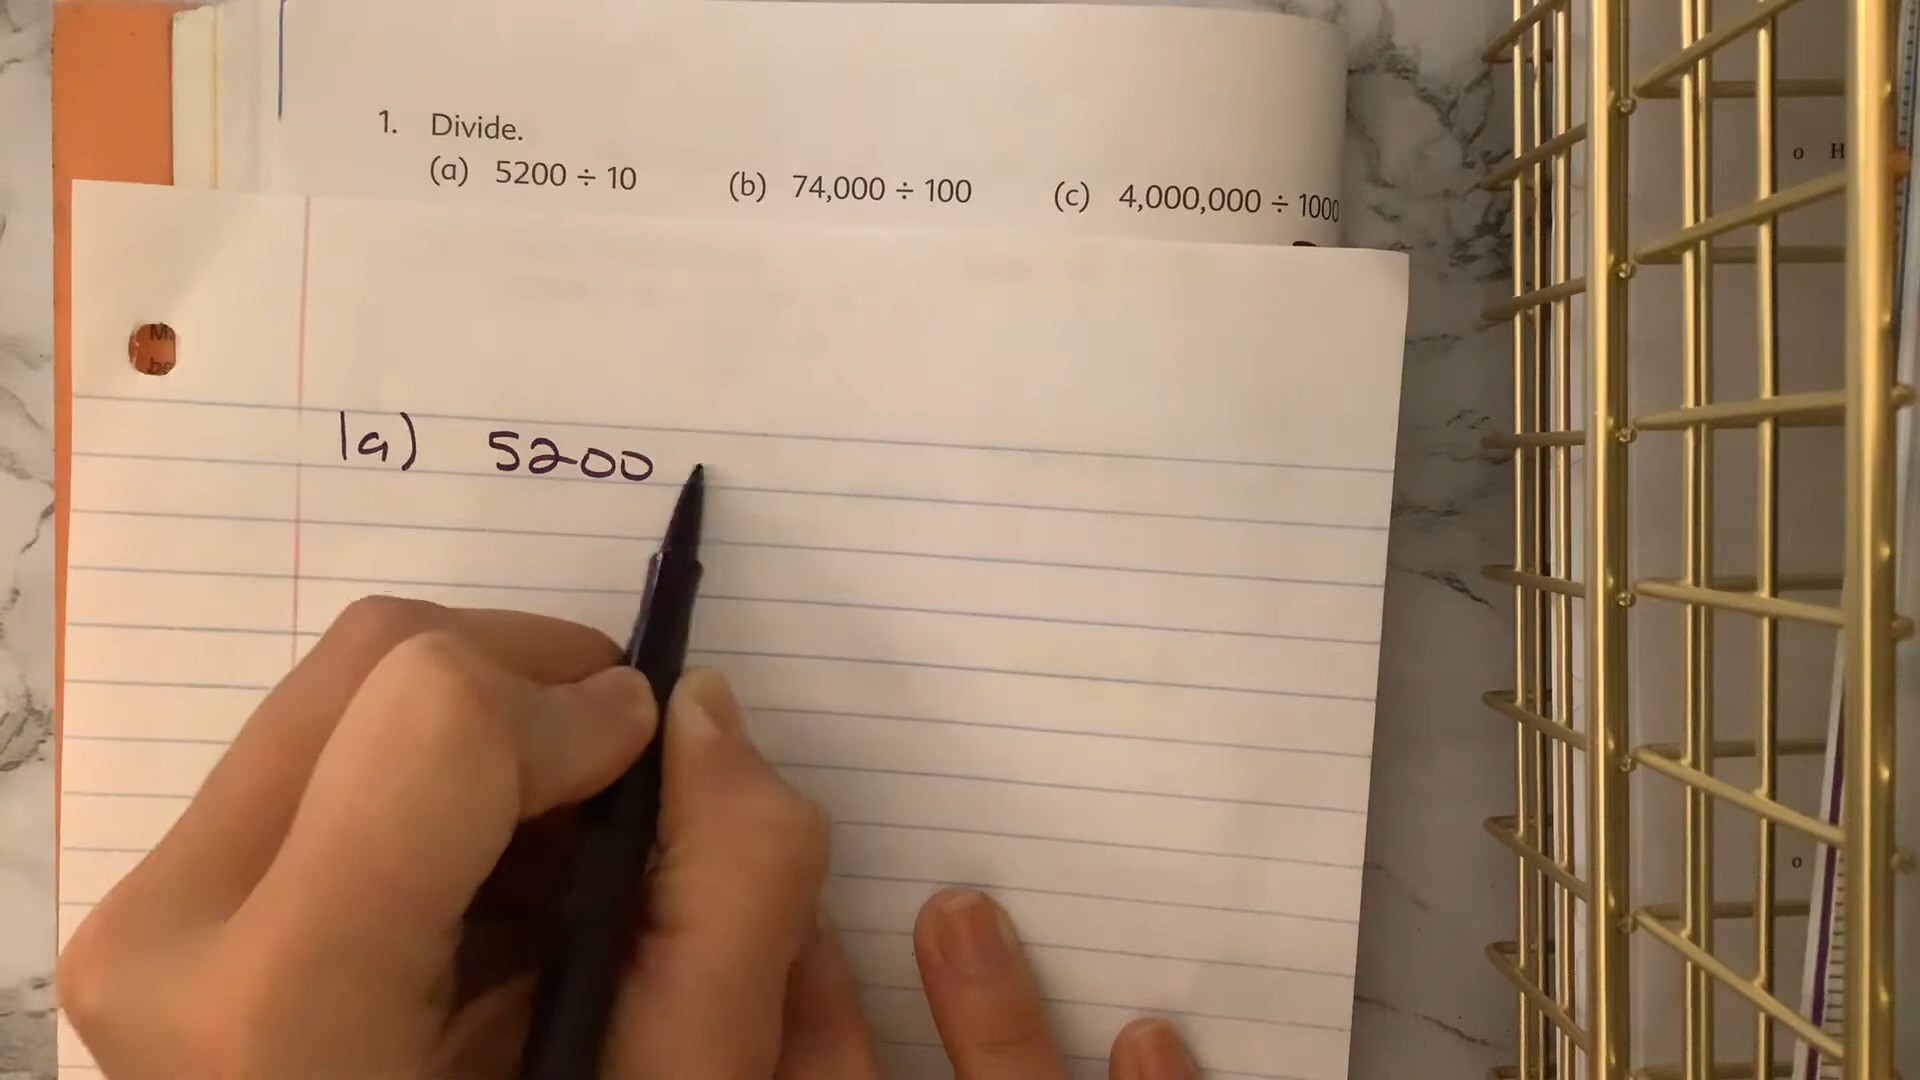 1. Divide.
(a) 5200 ÷ 10 (b) 74,000 ÷ 100 (c) 4,000,000 ÷ 1000
1a) 5200
o H
o